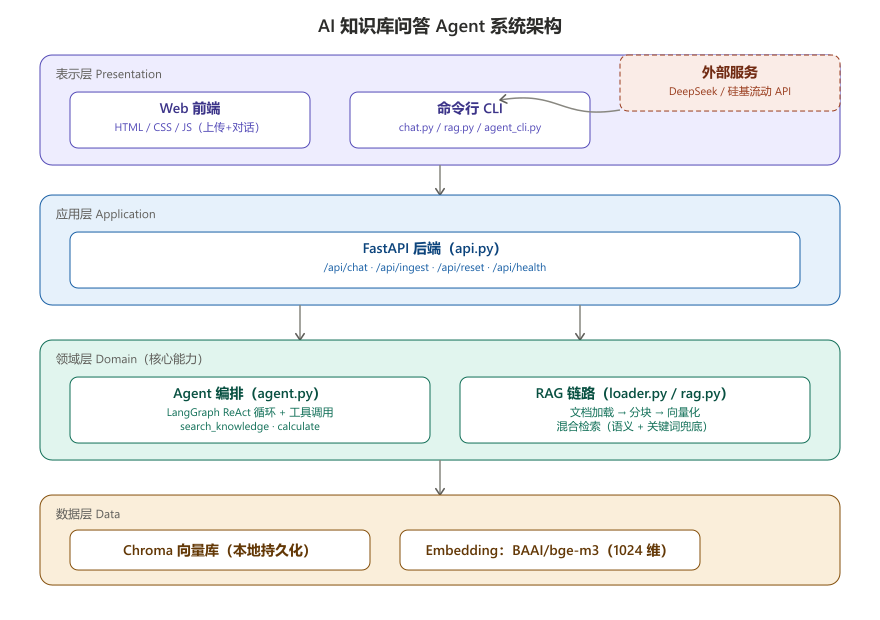 AI 知识库问答 Agent 系统架构
表示层 Presentation
外部服务
DeepSeek / 硅基流动 API
Web 前端
HTML / CSS / JS（上传+对话）
命令行 CLI
chat.py / rag.py / agent_cli.py
应用层 Application
FastAPI 后端（api.py）
/api/chat · /api/ingest · /api/reset · /api/health
领域层 Domain（核心能力）
Agent 编排（agent.py）
LangGraph ReAct 循环 + 工具调用
search_knowledge · calculate
RAG 链路（loader.py / rag.py）
文档加载 → 分块 → 向量化
混合检索（语义 + 关键词兜底）
数据层 Data
Chroma 向量库（本地持久化）
Embedding：BAAI/bge-m3（1024 维）